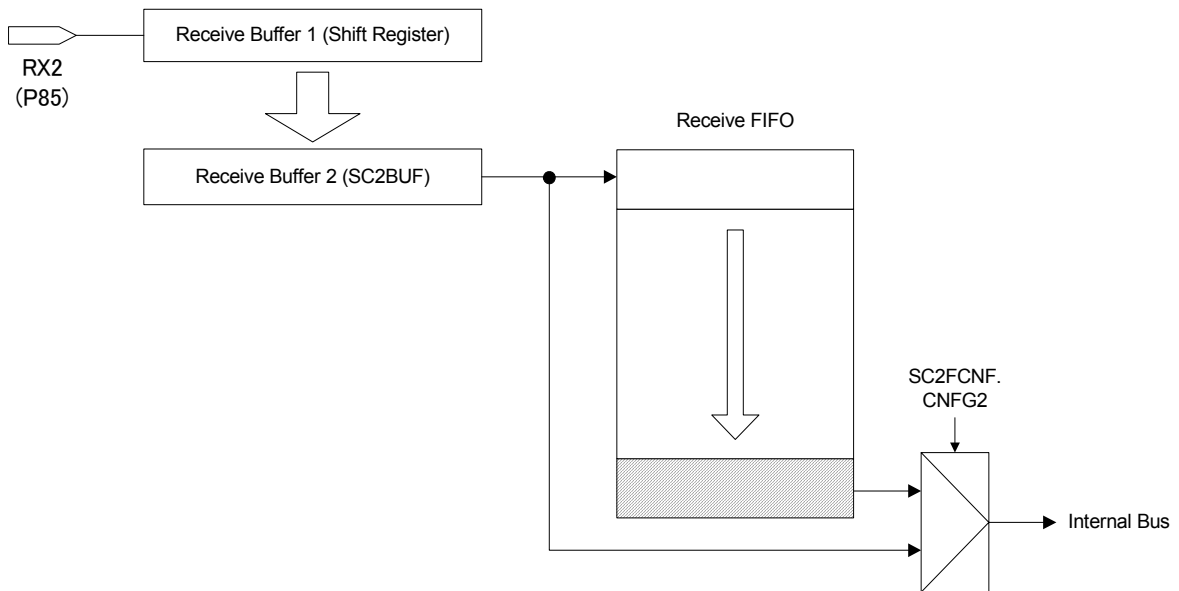 Receive Buffer 1 (Shift Register)
RX2
(P85)
Receive FIFO
Receive Buffer 2 (SC2BUF)
SC2FCNF.
CNFG2
Internal Bus